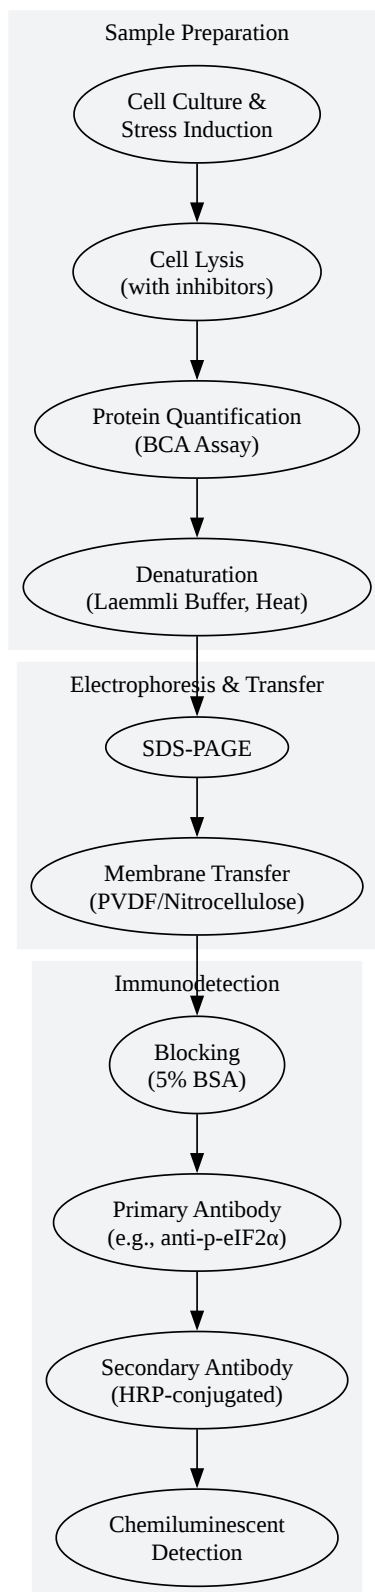 Sample Preparation
Cell Culture &
Stress Induction
Cell Lysis
(with inhibitors)
Protein Quantification
(BCA Assay)
Denaturation
(Laemmli Buffer, Heat)
Electrophoresis & Transfer
SDS-PAGE
Membrane Transfer
(PVDF/Nitrocellulose)
Immunodetection
Blocking
(5% BSA)
Primary Antibody
(e.g., anti-p-eIF2α)
Secondary Antibody
(HRP-conjugated)
Chemiluminescent
Detection